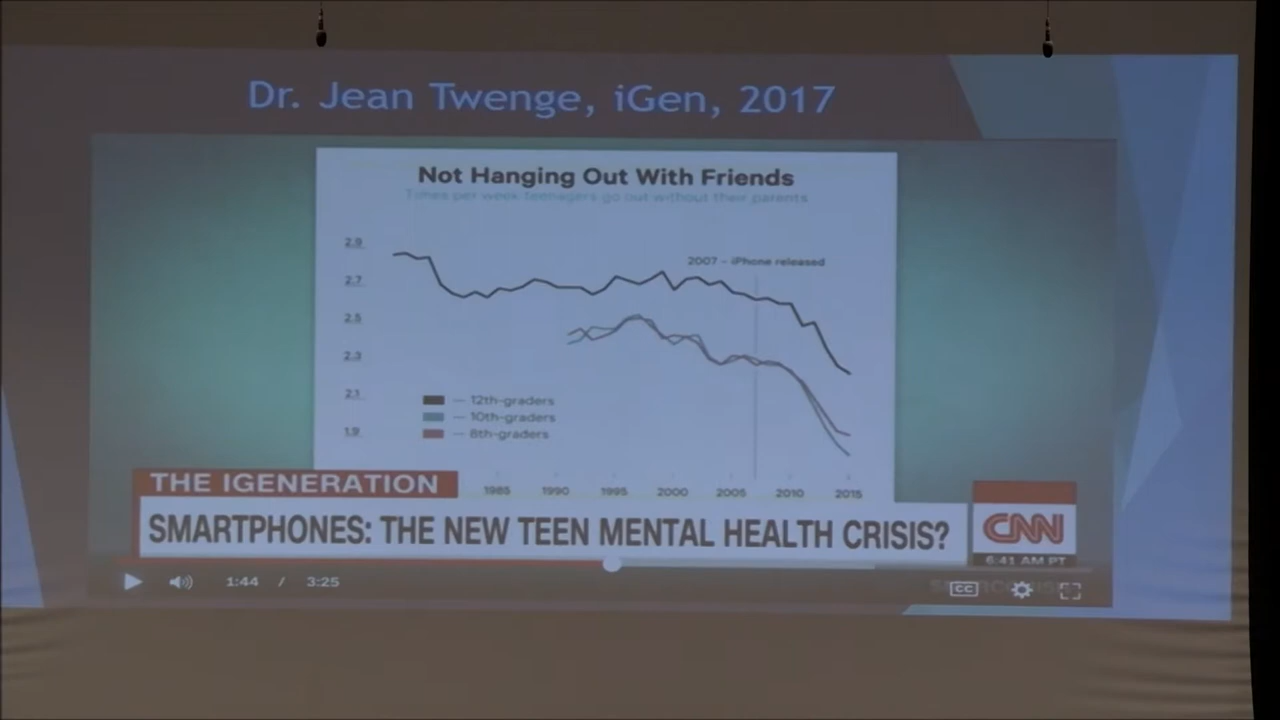 Dr. Jean Twenge, iGen, 2017
Not Hanging Out With Friends
Times per week teenagers go out without their parents
2.9
2007 – iPhone released
2.7
2.5
2.3
2.1
1.9
— 12th-graders
— 10th-graders
— 8th-graders
1985 1990 1995 2000 2005 2010 2015
THE IGENERATION
SMARTPHONES: THE NEW TEEN MENTAL HEALTH CRISIS?
CNN
6:41 AM PT
1:44 / 3:25
CC